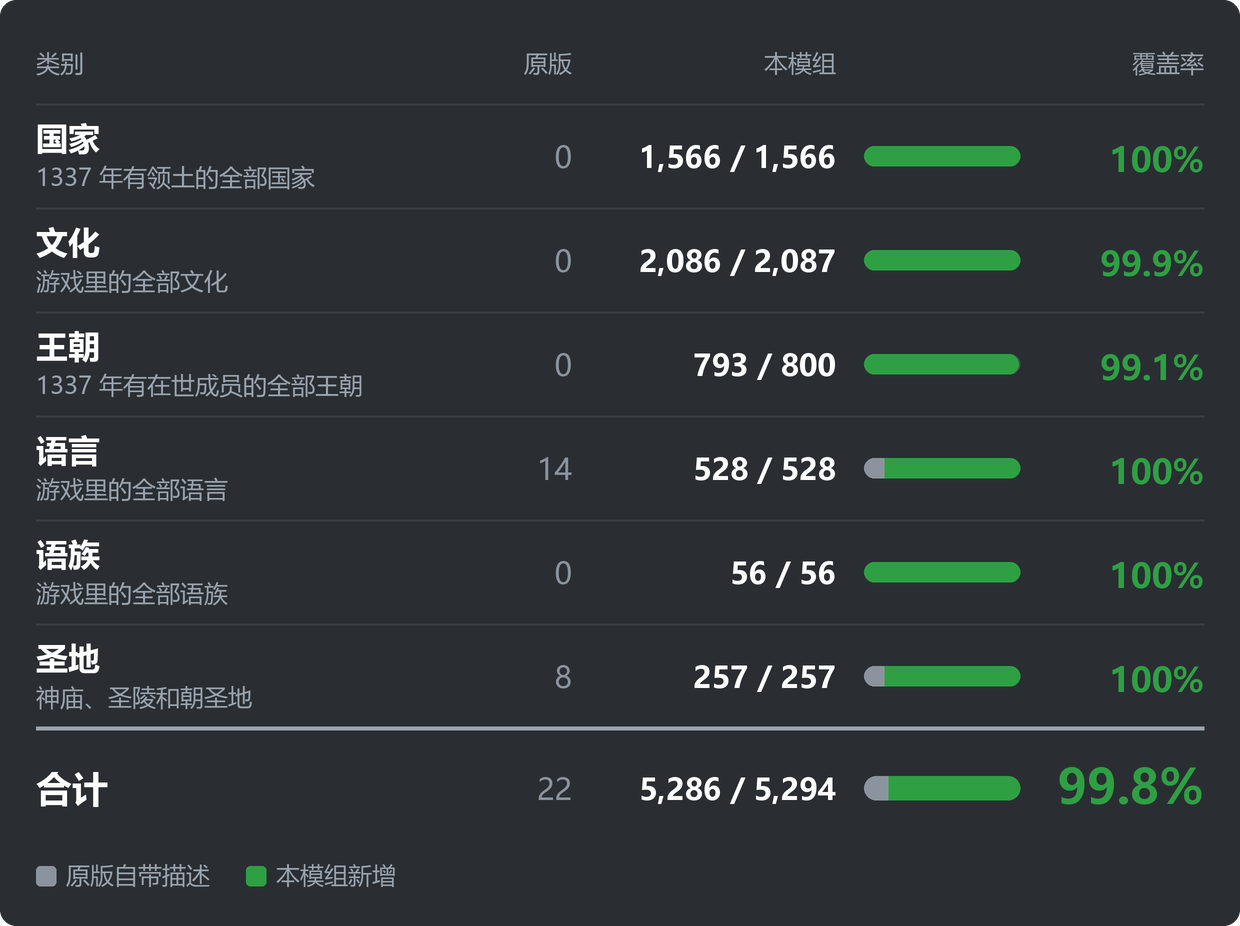 类别 原版 本模组 覆盖率
国家 0 1,566 / 1,566 100%
1337 年有领土的全部国家
文化 0 2,086 / 2,087 99.9%
游戏里的全部文化
王朝 0 793 / 800 99.1%
1337 年有在世成员的全部王朝
语言 14 528 / 528 100%
游戏里的全部语言
语族 0 56 / 56 100%
游戏里的全部语族
圣地 8 257 / 257 100%
神庙、圣陵和朝圣地
合计 22 5,286 / 5,294 99.8%
原版自带描述 本模组新增